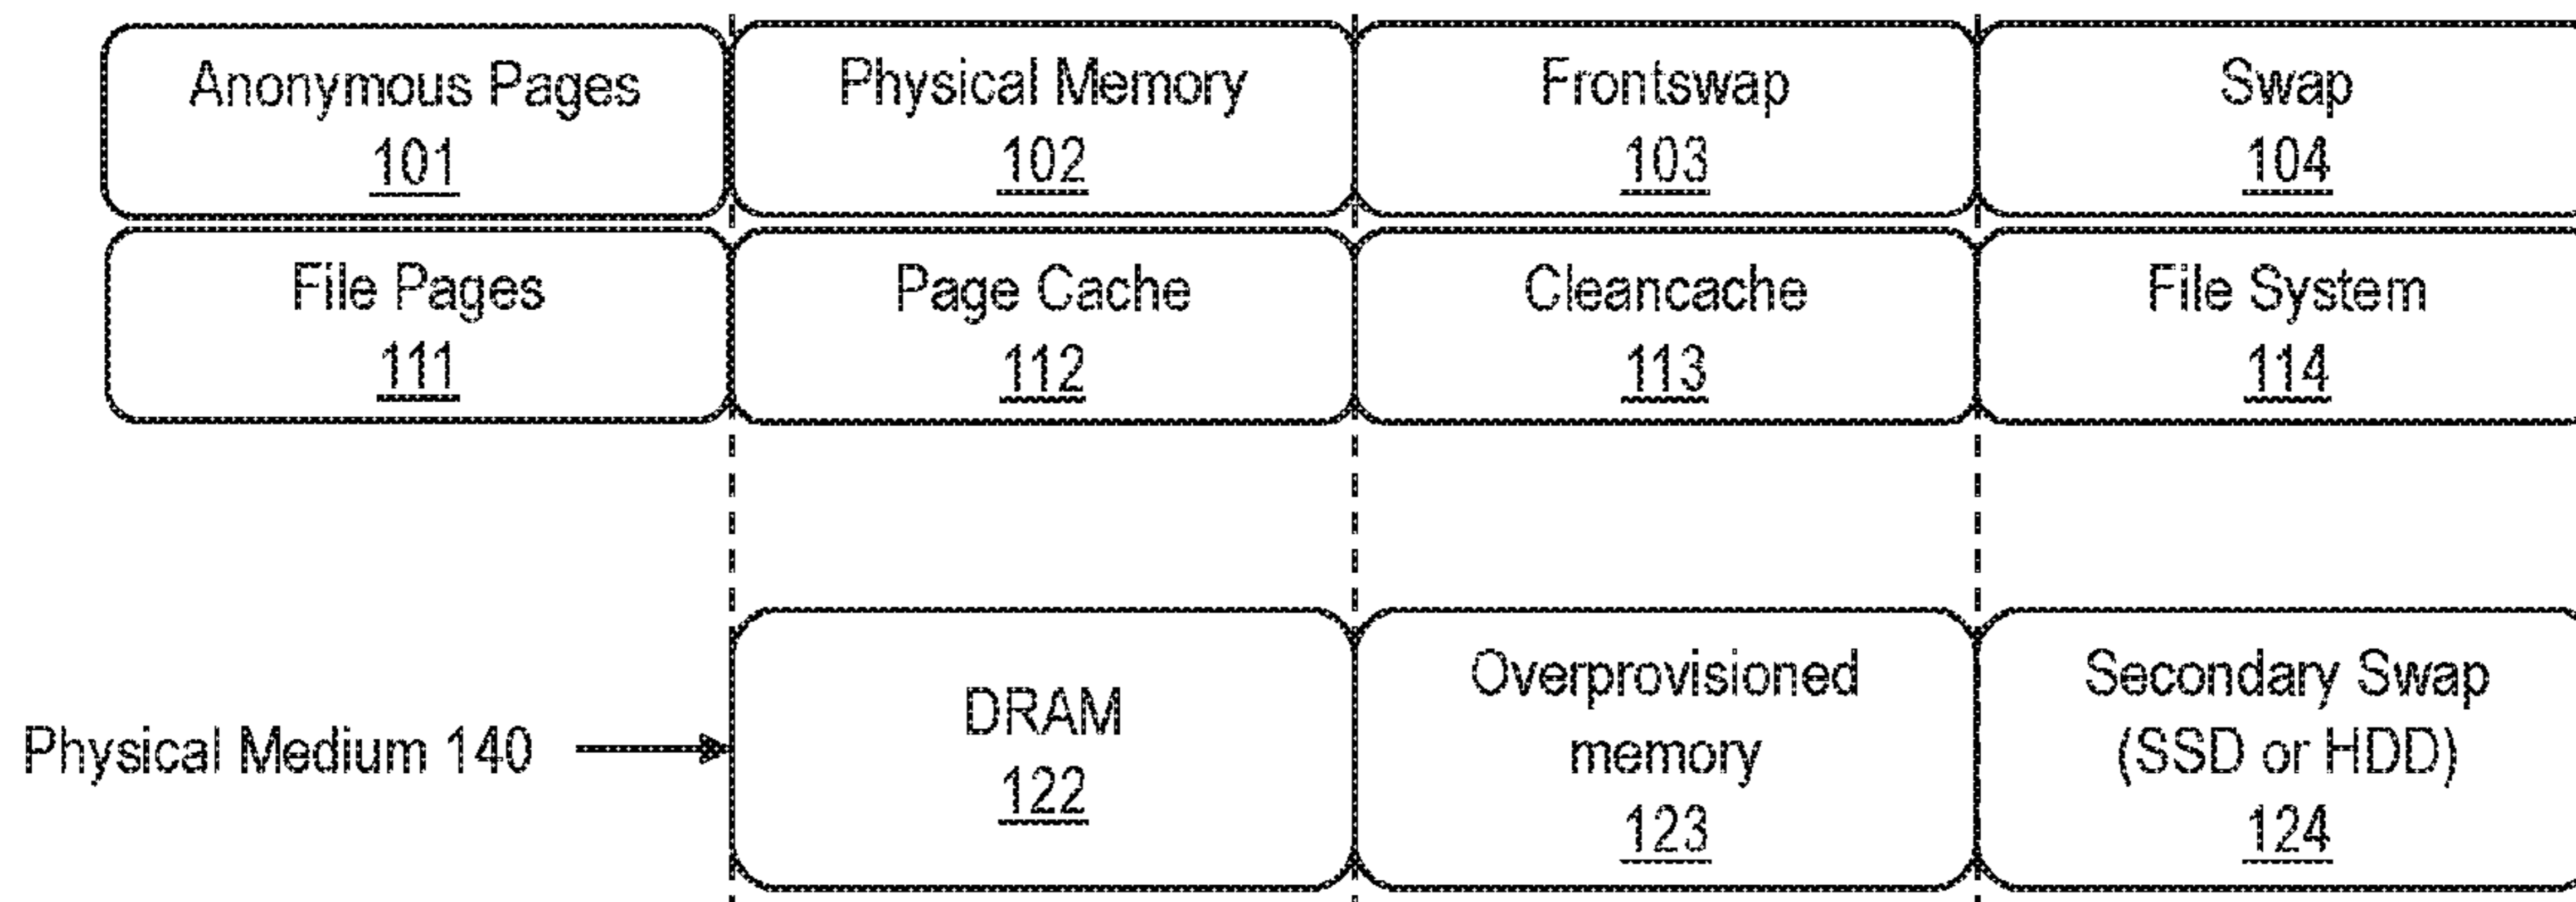 Anonymous Pages
101
Physical Memory
102
Frontswap
103
Swap
104
File Pages
111
Page Cache
112
Cleancache
113
File System
114
Physical Medium 140
DRAM
122
Overprovisioned
memory
123
Secondary Swap
(SSD or HDD)
124